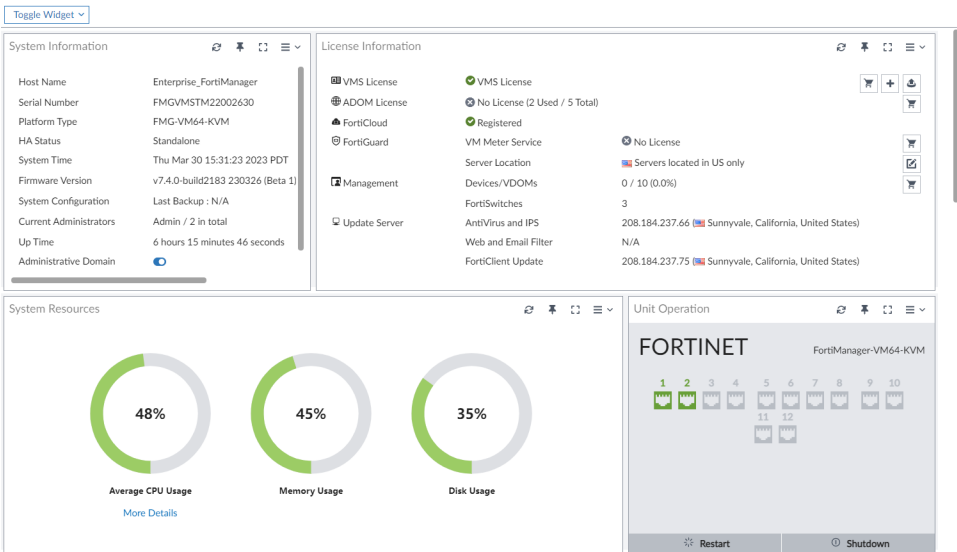 Toggle Widget
System Information
Host Name Enterprise_FortiManager
Serial Number FMGVMSTM22002630
Platform Type FMG-VM64-KVM
HA Status Standalone
System Time Thu Mar 30 15:31:23 2023 PDT
Firmware Version v7.4.0-build2183 230326 (Beta 1)
System Configuration Last Backup : N/A
Current Administrators Admin / 2 in total
Up Time 6 hours 15 minutes 46 seconds
Administrative Domain
License Information
VMS License VMS License
ADOM License No License (2 Used / 5 Total)
FortiCloud Registered
FortiGuard VM Meter Service No License
Server Location Servers located in US only
Management Devices/VDOMs 0 / 10 (0.0%)
FortiSwitches 3
Update Server AntiVirus and IPS 208.184.237.66 (Sunnyvale, California, United States)
Web and Email Filter N/A
FortiClient Update 208.184.237.75 (Sunnyvale, California, United States)
System Resources
48% 45% 35%
Average CPU Usage Memory Usage Disk Usage
More Details
Unit Operation
FORTINET FortiManager-VM64-KVM
1 2 3 4 5 6 7 8 9 10
11 12
Restart Shutdown